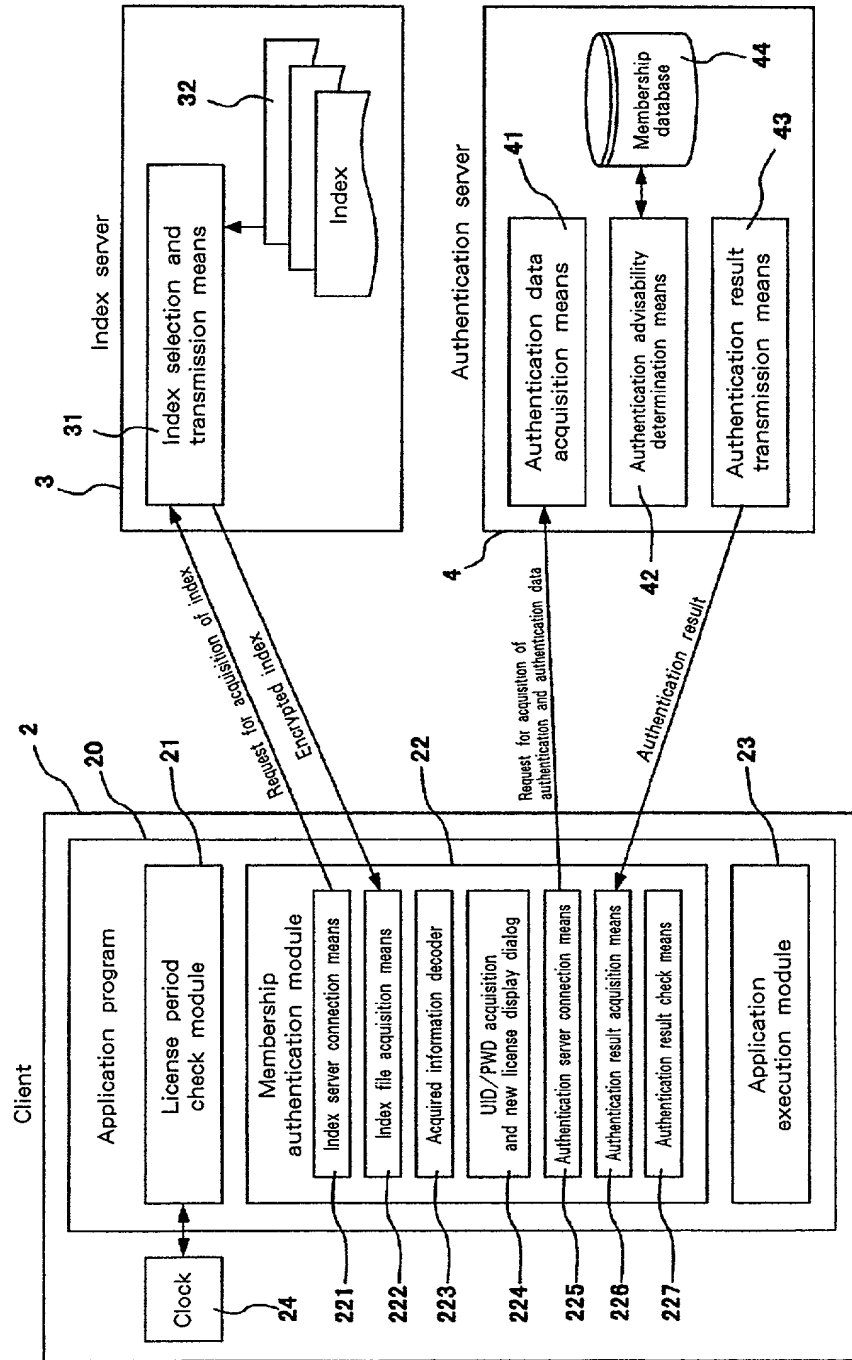 Client
2
20
21
Application program
License period
check module
Clock
24
22
Membership
authentication module
Index server connection means
221
Index file acquisition means
222
Acquired information decoder
223
UID/PWD acquisition
and new license display dialog
224
Authentication server connection means
225
Authentication result acquisition means
226
Authentication result check means
227
Application
execution module
23
Request for acquisition of index
Encrypted index
Request for acquisition of
authentication and authentication data
Authentication result
Index server
3
31
Index selection and
transmission means
32
Index
Authentication server
4
Authentication data
acquisition means
41
Authentication advisability
determination means
42
Membership
database
44
Authentication result
transmission means
43